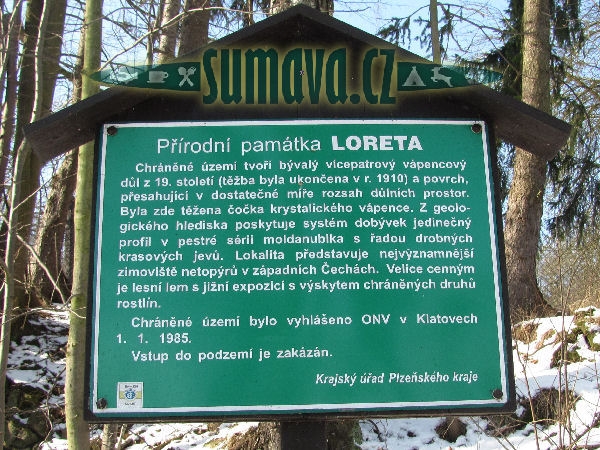 sumava.cz
Přírodní památka LORETA
Chráněné území tvoří bývalý vícepatrový vápencový
důl z 19. století (těžba byla ukončena v r. 1910) a povrch,
přesahující v dostatečné míře rozsah důlních prostor.
Byla zde těžena čočka krystalického vápence. Z geolo-
gického hlediska poskytuje systém dobývek jedinečný
profil v pestré sérii moldanubika s řadou drobných
krasových jevů. Lokalita představuje nejvýznamnější
zimoviště netopýrů v západních Čechách. Velice cenným
je lesní lem s jižní expozicí s výskytem chráněných druhů
rostlin.
Chráněné území bylo vyhlášeno ONV v Klatovech
1. 1. 1985.
Vstup do podzemí je zakázán.
Krajský úřad Plzeňského kraje